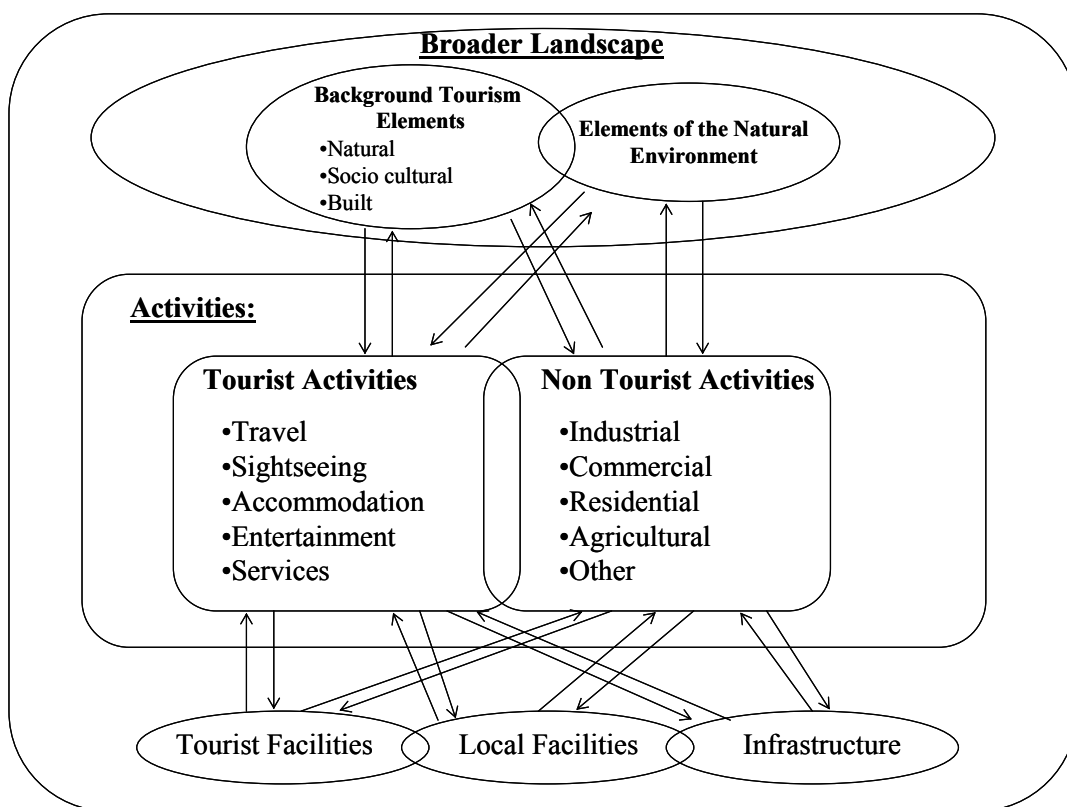 Broader Landscape
Background Tourism
Elements
•Natural
•Socio cultural
•Built
Elements of the Natural
Environment
Activities:
Tourist Activities
•Travel
•Sightseeing
•Accommodation
•Entertainment
•Services
Non Tourist Activities
•Industrial
•Commercial
•Residential
•Agricultural
•Other
Tourist Facilities
Local Facilities
Infrastructure